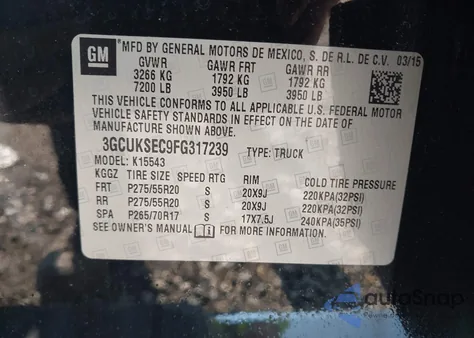 GM
MFD BY GENERAL MOTORS DE MEXICO, S. DE R.L. DE C.V. 03/15
GVWR GAWR FRT GAWR RR
3266 KG 1792 KG 1792 KG
7200 LB 3950 LB 3950 LB
THIS VEHICLE CONFORMS TO ALL APPLICABLE U.S. FEDERAL MOTOR
VEHICLE SAFETY STANDARDS IN EFFECT ON THE DATE OF
MANUFACTURE SHOWN ABOVE.
3GCUKSEC9FG317239 TYPE: TRUCK
MODEL: K15543
KGGZ TIRE SIZE SPEED RTG RIM COLD TIRE PRESSURE
FRT P275/55R20 S 20X9J 220KPA(32PSI)
RR P275/55R20 S 20X9J 220KPA(32PSI)
SPA P265/70R17 S 17X7.5J 240KPA(35PSI)
SEE OWNER'S MANUAL FOR MORE INFORMATION.
autoSnap